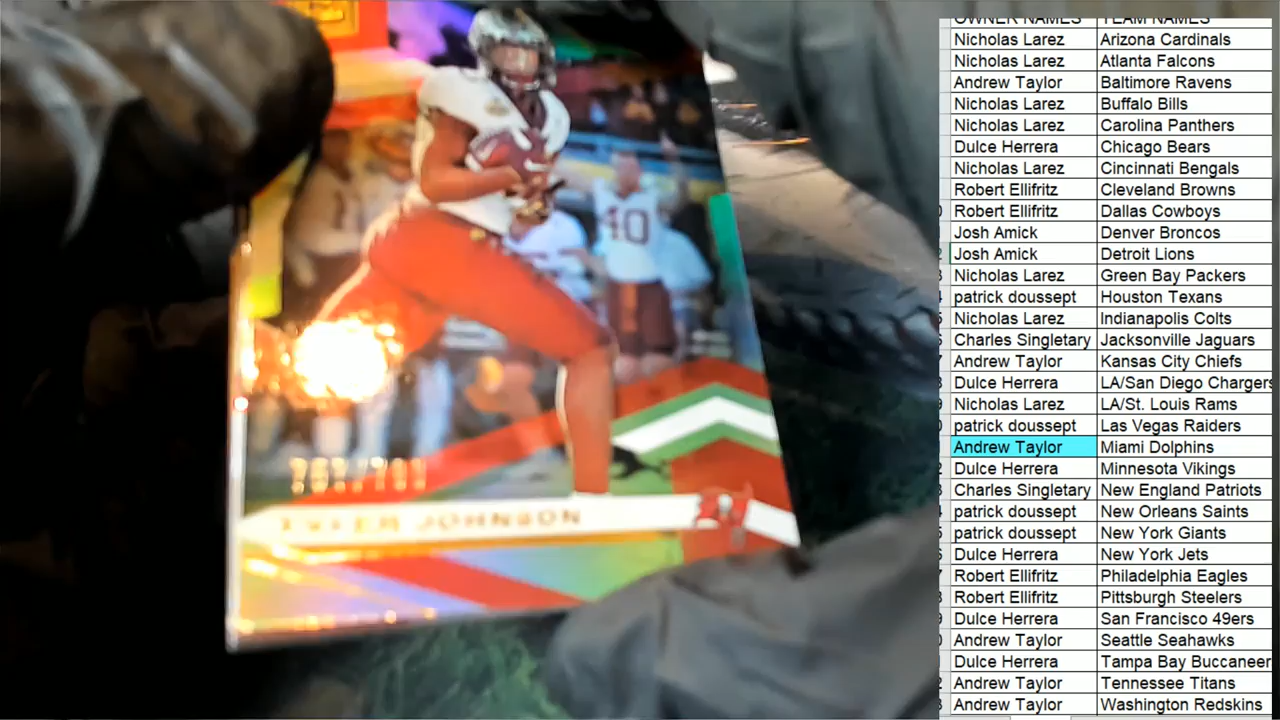 40
JOHNSON
OWNER NAMES TEAM NAMES
Nicholas Larez Arizona Cardinals
Nicholas Larez Atlanta Falcons
Andrew Taylor Baltimore Ravens
Nicholas Larez Buffalo Bills
Nicholas Larez Carolina Panthers
Dulce Herrera Chicago Bears
Nicholas Larez Cincinnati Bengals
Robert Ellifritz Cleveland Browns
Robert Ellifritz Dallas Cowboys
Josh Amick Denver Broncos
Josh Amick Detroit Lions
Nicholas Larez Green Bay Packers
patrick doussept Houston Texans
Nicholas Larez Indianapolis Colts
Charles Singletary Jacksonville Jaguars
Andrew Taylor Kansas City Chiefs
Dulce Herrera LA/San Diego Chargers
Nicholas Larez LA/St. Louis Rams
patrick doussept Las Vegas Raiders
Andrew Taylor Miami Dolphins
Dulce Herrera Minnesota Vikings
Charles Singletary New England Patriots
patrick doussept New Orleans Saints
patrick doussept New York Giants
Dulce Herrera New York Jets
Robert Ellifritz Philadelphia Eagles
Robert Ellifritz Pittsburgh Steelers
Dulce Herrera San Francisco 49ers
Andrew Taylor Seattle Seahawks
Dulce Herrera Tampa Bay Buccaneer
Andrew Taylor Tennessee Titans
Andrew Taylor Washington Redskins